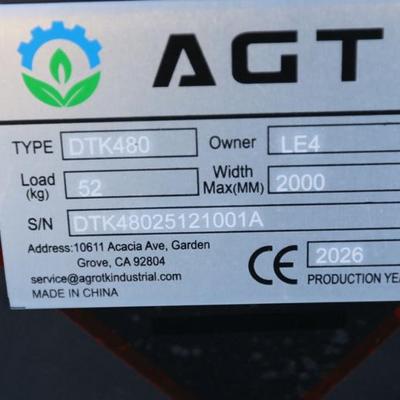 AGT
TYPE DTK480 Owner LE4
Load (kg) 52 Width Max(MM) 2000
S/N DTK48025121001A
Address:10611 Acacia Ave, Garden
Grove, CA 92804
service@agrotkindustrial.com
MADE IN CHINA
CE 2026
PRODUCTION